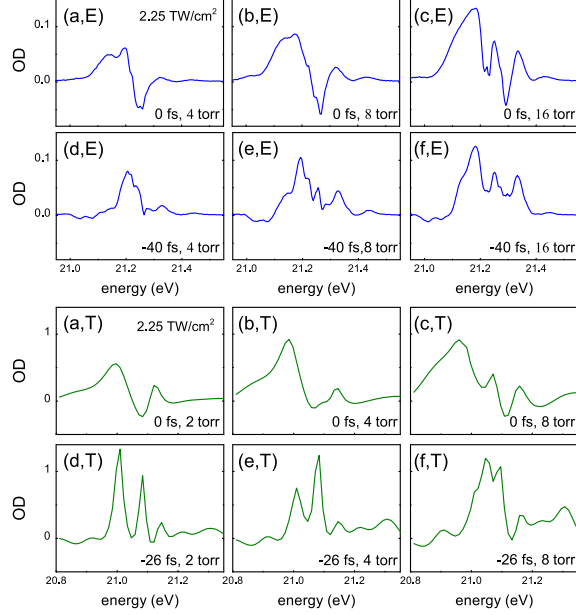 (a,E) 2.25 TW/cm² (b,E) (c,E)
0.1
OD
0.0
0 fs, 4 torr 0 fs, 8 torr 0 fs, 16 torr
(d,E) (e,E) (f,E)
0.1
OD
0.0
-40 fs, 4 torr -40 fs,8 torr -40 fs, 16 torr
21.0 21.2 21.4 21.0 21.2 21.4 21.0 21.2 21.4
energy (eV) energy (eV) energy (eV)
(a,T) 2.25 TW/cm² (b,T) (c,T)
1
OD
0
0 fs, 2 torr 0 fs, 4 torr 0 fs, 8 torr
(d,T) (e,T) (f,T)
1
OD
0
-26 fs, 2 torr -26 fs, 4 torr -26 fs, 8 torr
20.8 21.0 21.2 20.8 21.0 21.2 20.8 21.0 21.2
energy (eV) energy (eV) energy (eV)